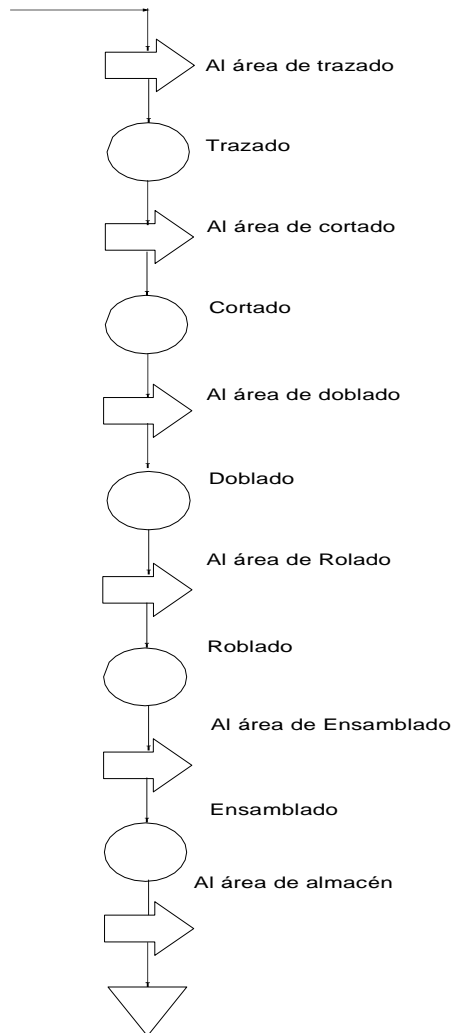 Al área de trazado
Trazado
Al área de cortado
Cortado
Al área de doblado
Doblado
Al área de Rolado
Roblado
Al área de Ensamblado
Ensamblado
Al área de almacén